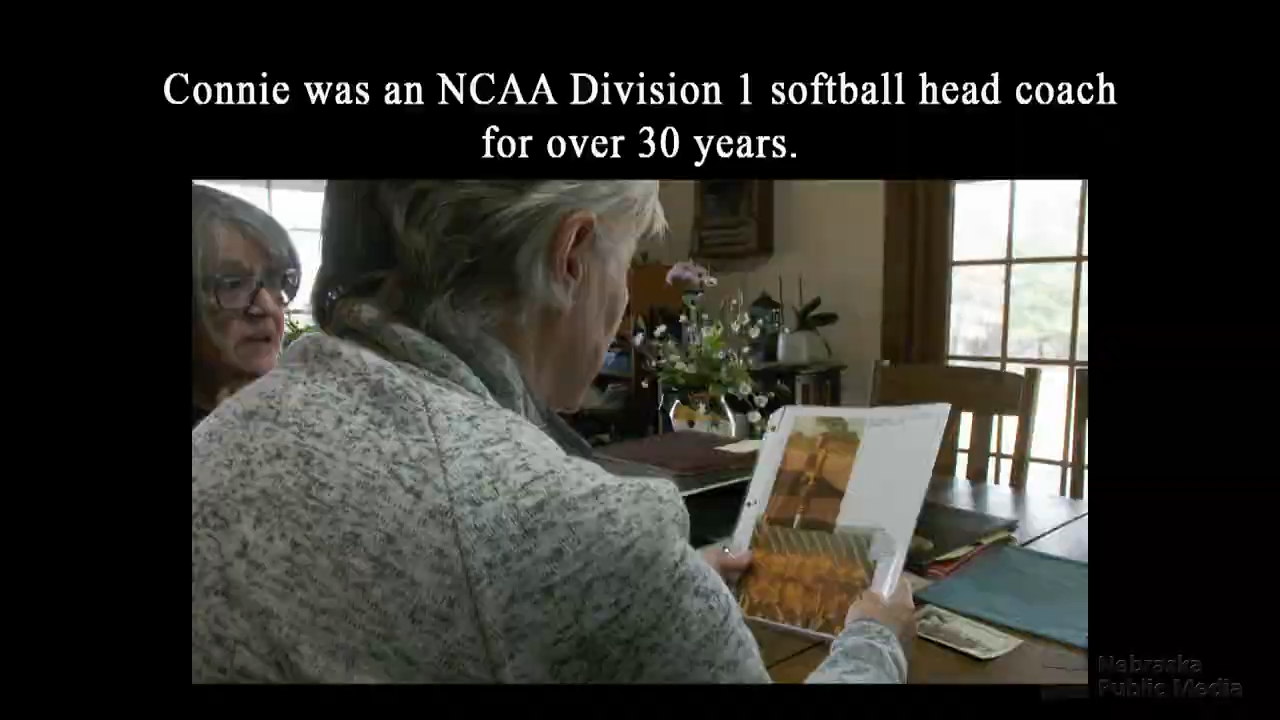 Connie was an NCAA Division 1 softball head coach
for over 30 years.
Nebraska
Public Media